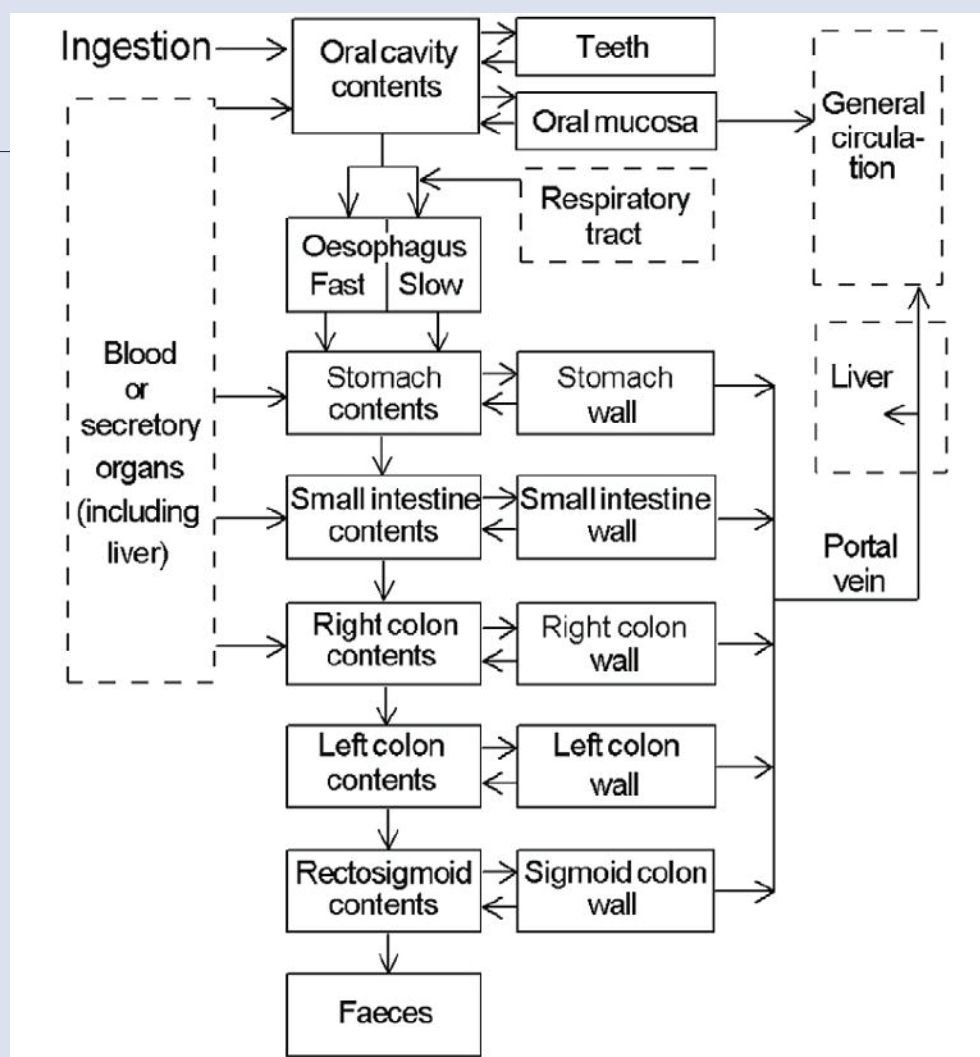 Ingestion
Oral cavity
contents
Teeth
Oral mucosa
General
circula-
tion
Respiratory
tract
Oesophagus
Fast
Slow
Blood
or
secretory
organs
(including
liver)
Stomach
contents
Stomach
wall
Liver
Small intestine
contents
Small intestine
wall
Portal
vein
Right colon
contents
Right colon
wall
Left colon
contents
Left colon
wall
Rectosigmoid
contents
Sigmoid colon
wall
Faeces